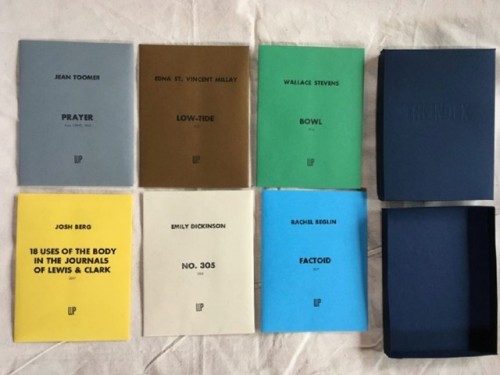 JEAN TOOMER
PRAYER
EDNA ST. VINCENT MILLAY
LOW-TIDE
WALLACE STEVENS
BOWL
JOSH BERG
18 USES OF THE BODY
IN THE JOURNALS
OF LEWIS & CLARK
EMILY DICKINSON
NO. 305
RACHEL
FACTOID